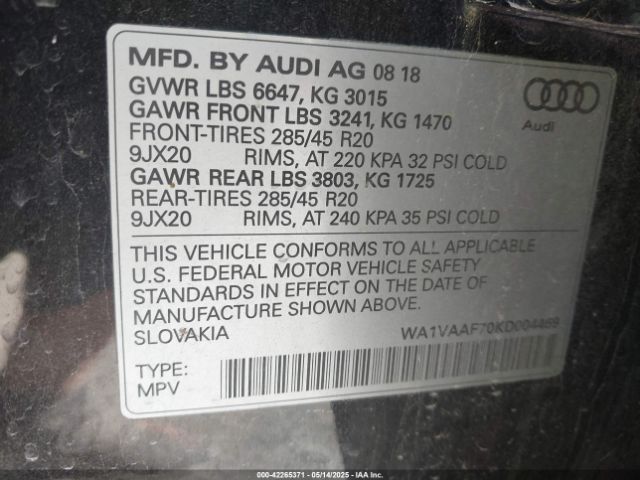 MFD. BY AUDI AG 08 18
GVWR LBS 6647, KG 3015
GAWR FRONT LBS 3241, KG 1470
FRONT-TIRES 285/45 R20
9JX20 RIMS, AT 220 KPA 32 PSI COLD
GAWR REAR LBS 3803, KG 1725
REAR-TIRES 285/45 R20
9JX20 RIMS, AT 240 KPA 35 PSI COLD
Audi
THIS VEHICLE CONFORMS TO ALL APPLICABLE
U.S. FEDERAL MOTOR VEHICLE SAFETY
STANDARDS IN EFFECT ON THE DATE OF
MANUFACTURE SHOWN ABOVE.
SLOVAKIA WA1VAAF70KD004469
TYPE:
MPV
000-42265371 - 05/14/2025 - IAA Inc.